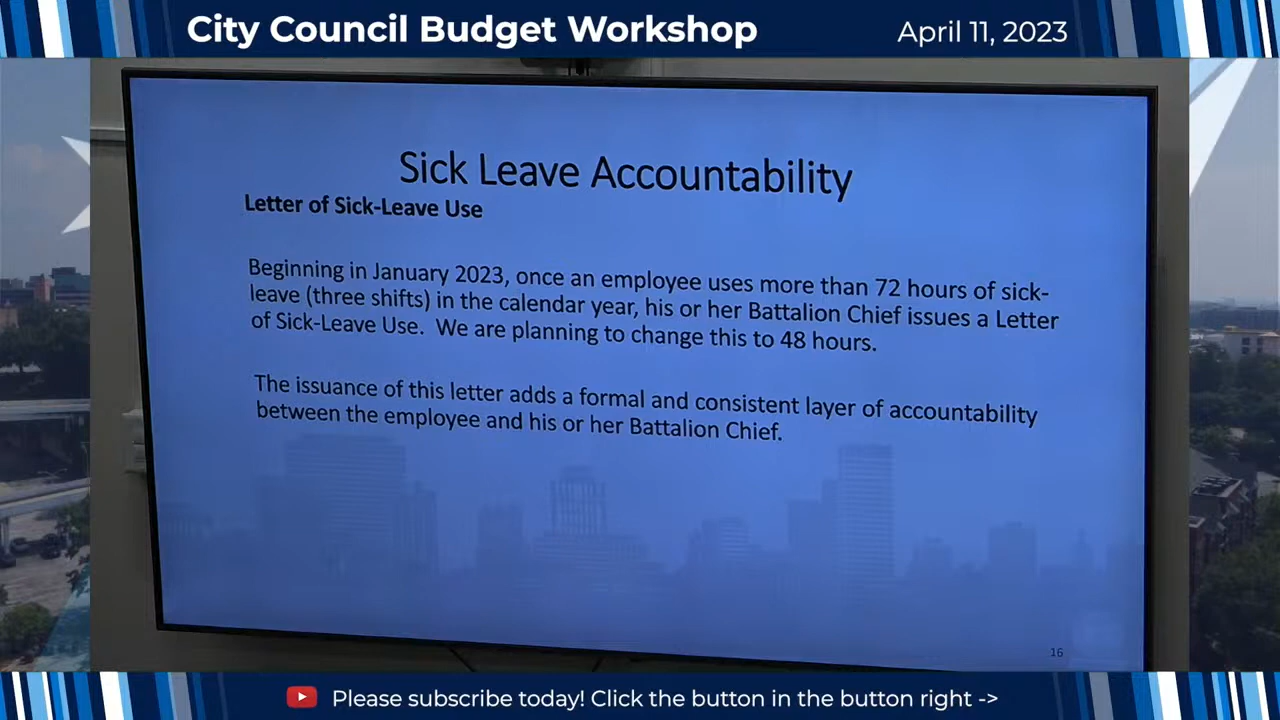 City Council Budget Workshop
April 11, 2023
Sick Leave Accountability
Letter of Sick-Leave Use
Beginning in January 2023, once an employee uses more than 72 hours of sick-
leave (three shifts) in the calendar year, his or her Battalion Chief issues a Letter
of Sick-Leave Use. We are planning to change this to 48 hours.
The issuance of this letter adds a formal and consistent layer of accountability
between the employee and his or her Battalion Chief.
16
Please subscribe today! Click the button in the button right ->